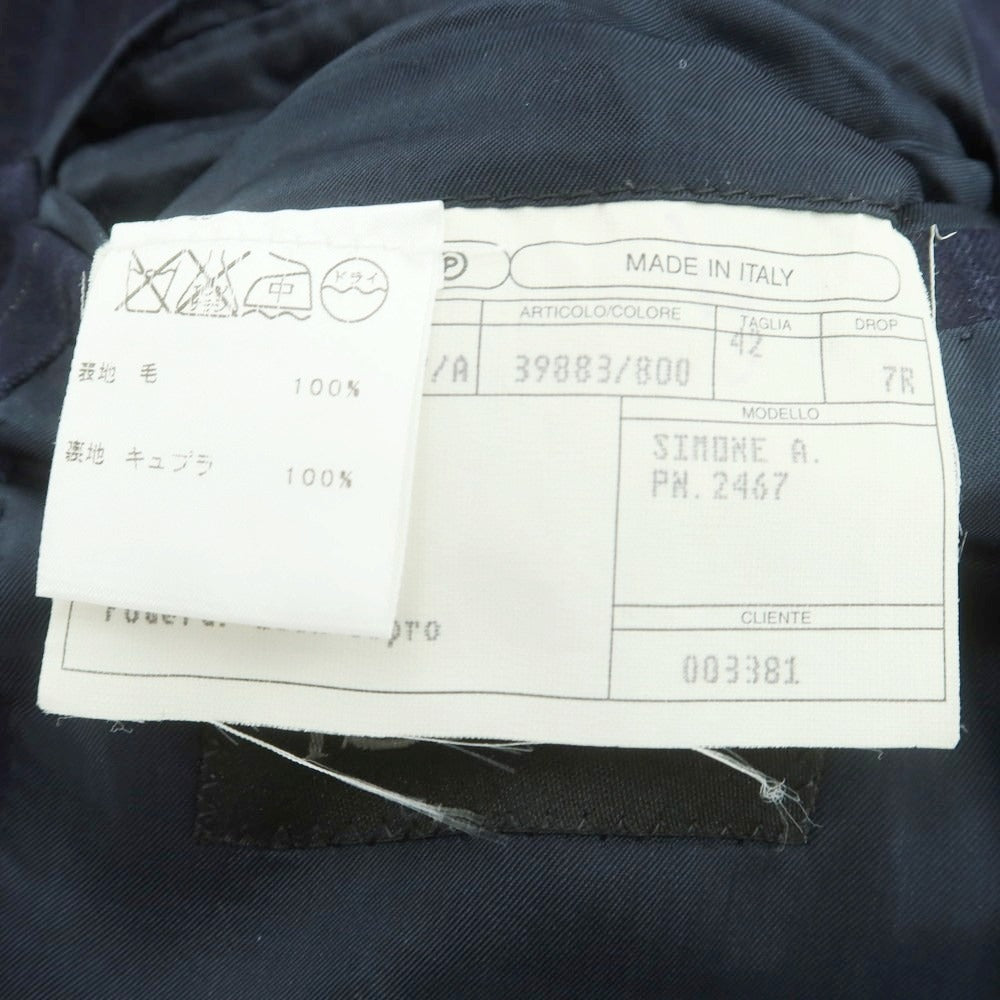 ドライ
中
表地 毛 100%
裏地 キュプラ 100%
P
MADE IN ITALY
ARTICOLO/COLORE
TAGLIA
DROP
/A
39883/800
42
7R
MODELLO
SIMONE A.
PN.2467
CLIENTE
003381